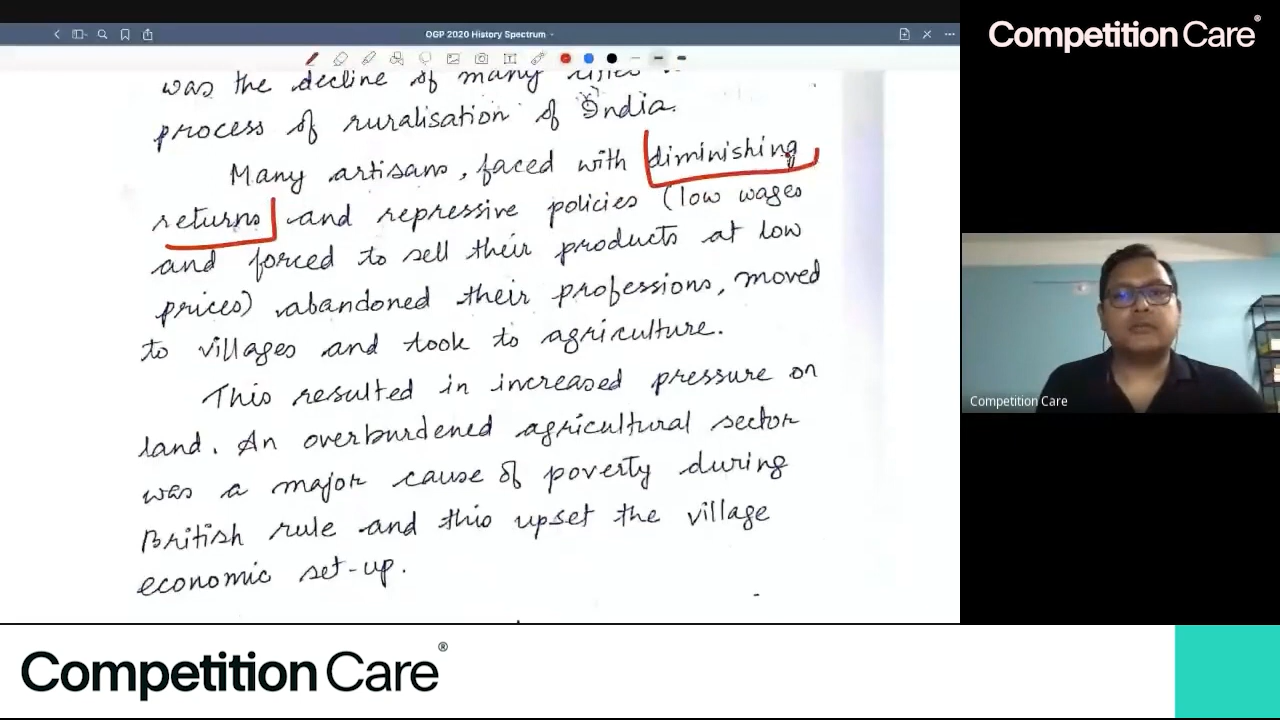 Competition Care®
OGP 2020 History Spectrum
was the decline of many cities
process of ruralisation of India.
Many artisans, faced with diminishing
returns and repressive policies (low wages
and forced to sell their products at low
prices) abandoned their professions, moved
to villages and took to agriculture.
This resulted in increased pressure on
land. An overburdened agricultural sector
was a major cause of poverty during
British rule and this upset the village
economic set-up.
Competition Care
Competition Care®